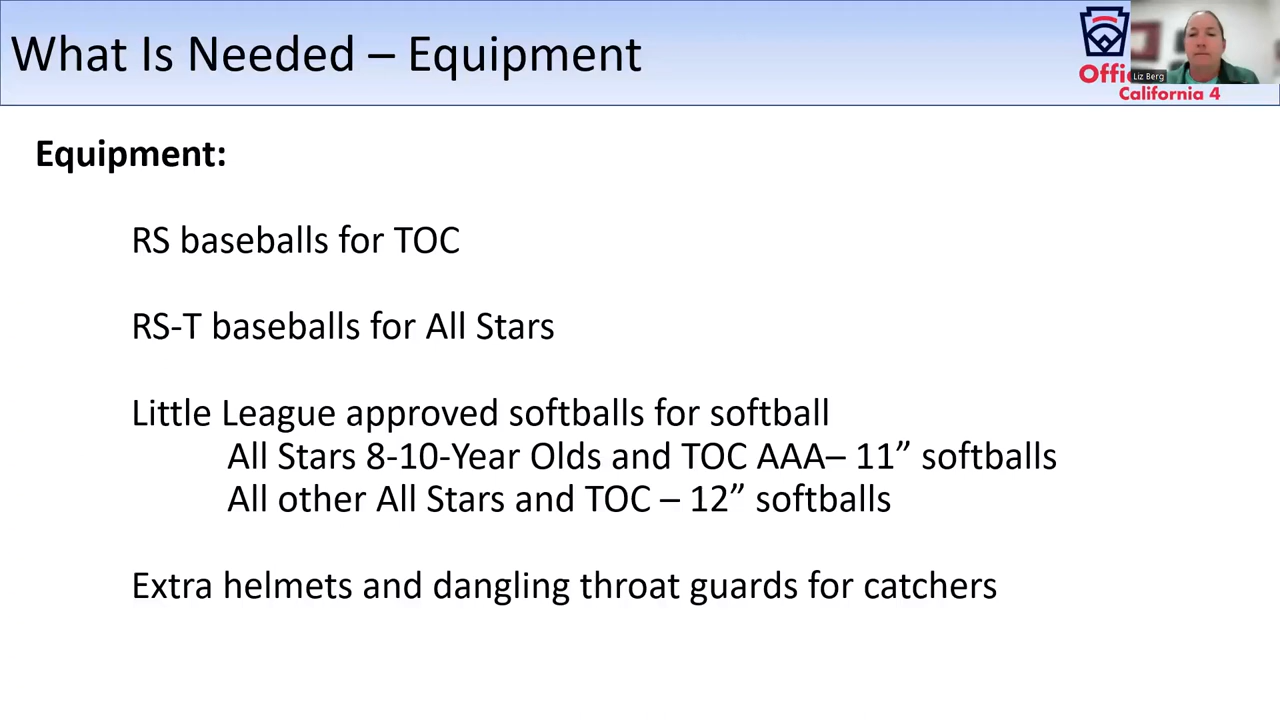 What Is Needed – Equipment
Offi
Liz Berg
California 4
Equipment:
RS baseballs for TOC
RS-T baseballs for All Stars
Little League approved softballs for softball
All Stars 8-10-Year Olds and TOC AAA– 11” softballs
All other All Stars and TOC – 12” softballs
Extra helmets and dangling throat guards for catchers